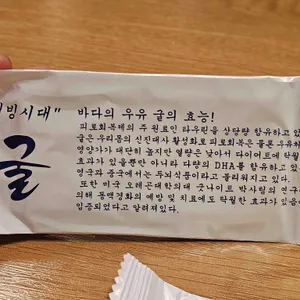 빙시대"
굴
바다의 우유 굴의 효능!
피로회복제의 주 원료인 타우린을 상당량 함유하고 있
굴은 우리몸의 신진대사 활성화로 피로회복은 물론 우유처
영양가가 대단히 높지만 열량은 낮아서 다이어트에 탁월
효과가 있을뿐만 아니라 다량의 DHA를 함유하고 있
영국과 중국에서는 두뇌식품이라고 불리워지고 있다.
또한 미국 오레곤대학의대 굿나이트 박사팀의 연구
의해 동맥경화의 예방 및 치료에도 탁월한 효과가 있음이
입증되었다고 알려져있다.